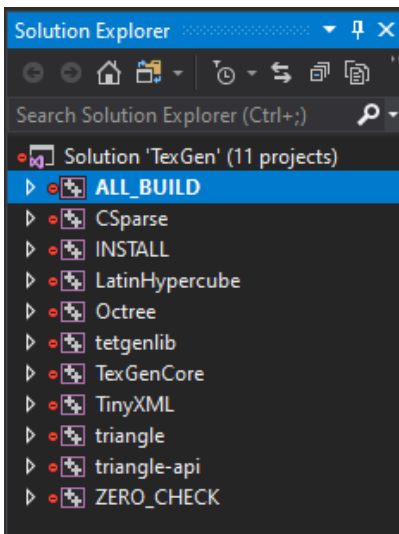 Solution Explorer
Search Solution Explorer (Ctrl+;)
Solution 'TexGen' (11 projects)
ALL_BUILD
CSparse
INSTALL
LatinHypercube
Octree
tetgenlib
TexGenCore
TinyXML
triangle
triangle-api
ZERO_CHECK